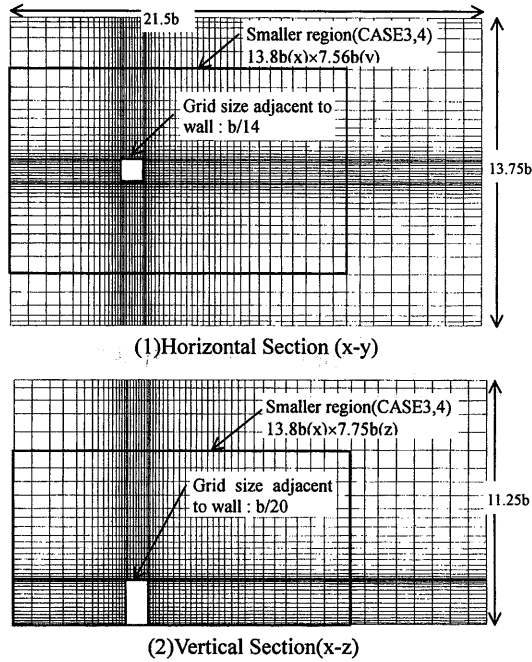 21.5b
Smaller region(CASE3,4)
13.8b(x)×7.56b(y)
Grid size adjacent to
wall : b/14
13.75b
(1)Horizontal Section (x-y)
Smaller region(CASE3,4)
13.8b(x)×7.75b(z)
Grid size adjacent
to wall : b/20
11.25b
(2)Vertical Section(x-z)